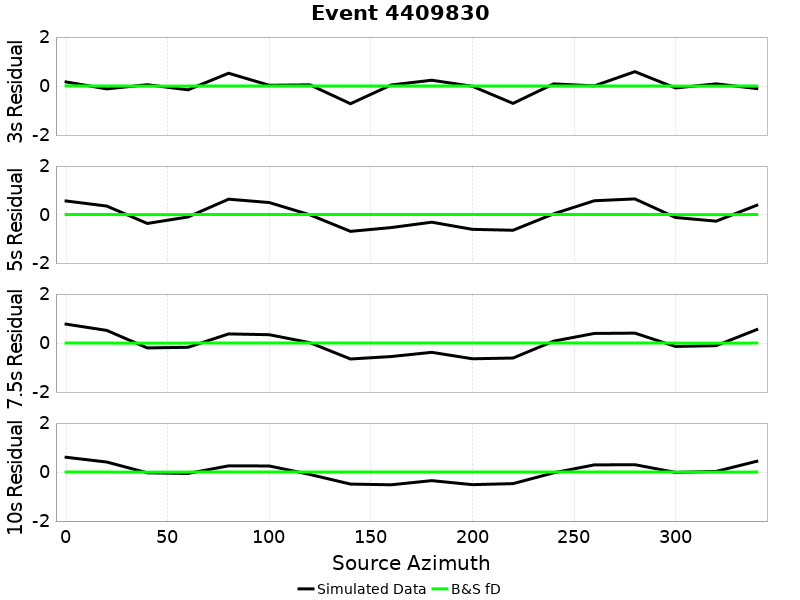 Event 4409830
3s Residual
2
0
-2
5s Residual
2
0
-2
7.5s Residual
2
0
-2
10s Residual
2
0
-2
0 50 100 150 200 250 300
Source Azimuth
Simulated Data B&S fD